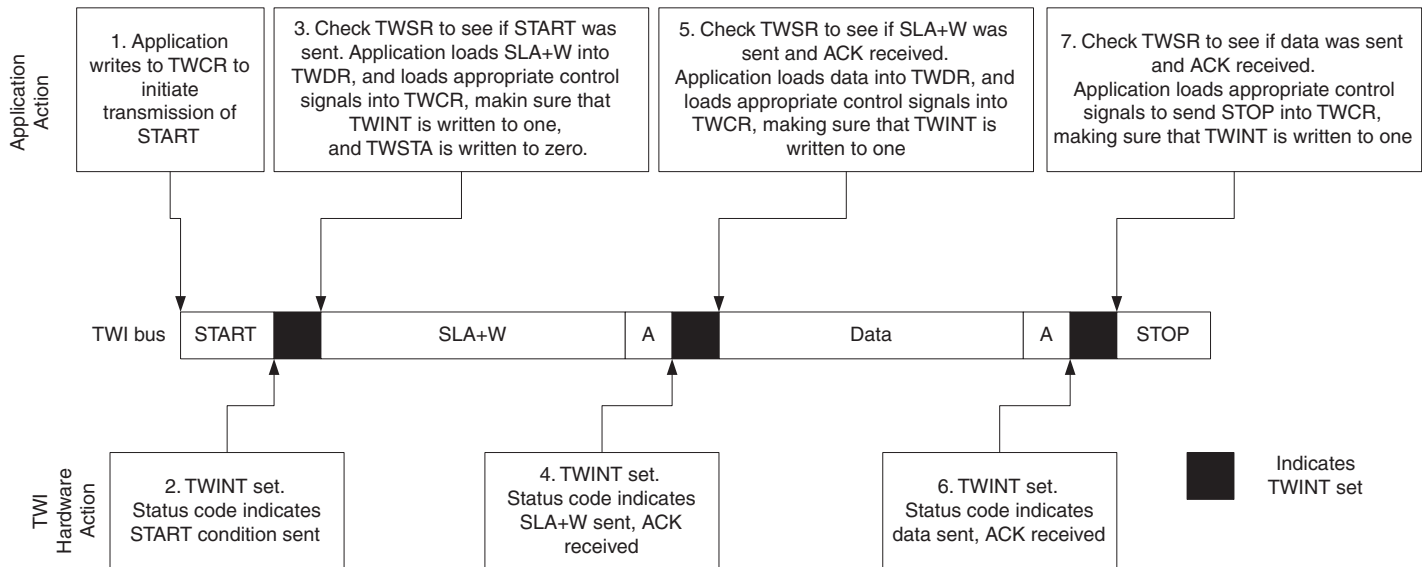 Application
Action
1. Application
writes to TWCR to
initiate
transmission of
START
3. Check TWSR to see if START was
sent. Application loads SLA+W into
TWDR, and loads appropriate control
signals into TWCR, makin sure that
TWINT is written to one,
and TWSTA is written to zero.
5. Check TWSR to see if SLA+W was
sent and ACK received.
Application loads data into TWDR, and
loads appropriate control signals into
TWCR, making sure that TWINT is
written to one
7. Check TWSR to see if data was sent
and ACK received.
Application loads appropriate control
signals to send STOP into TWCR,
making sure that TWINT is written to one
TWI bus
START
SLA+W
A
Data
A
STOP
TWI
Hardware
Action
2. TWINT set.
Status code indicates
START condition sent
4. TWINT set.
Status code indicates
SLA+W sent, ACK
received
6. TWINT set.
Status code indicates
data sent, ACK received
Indicates
TWINT set